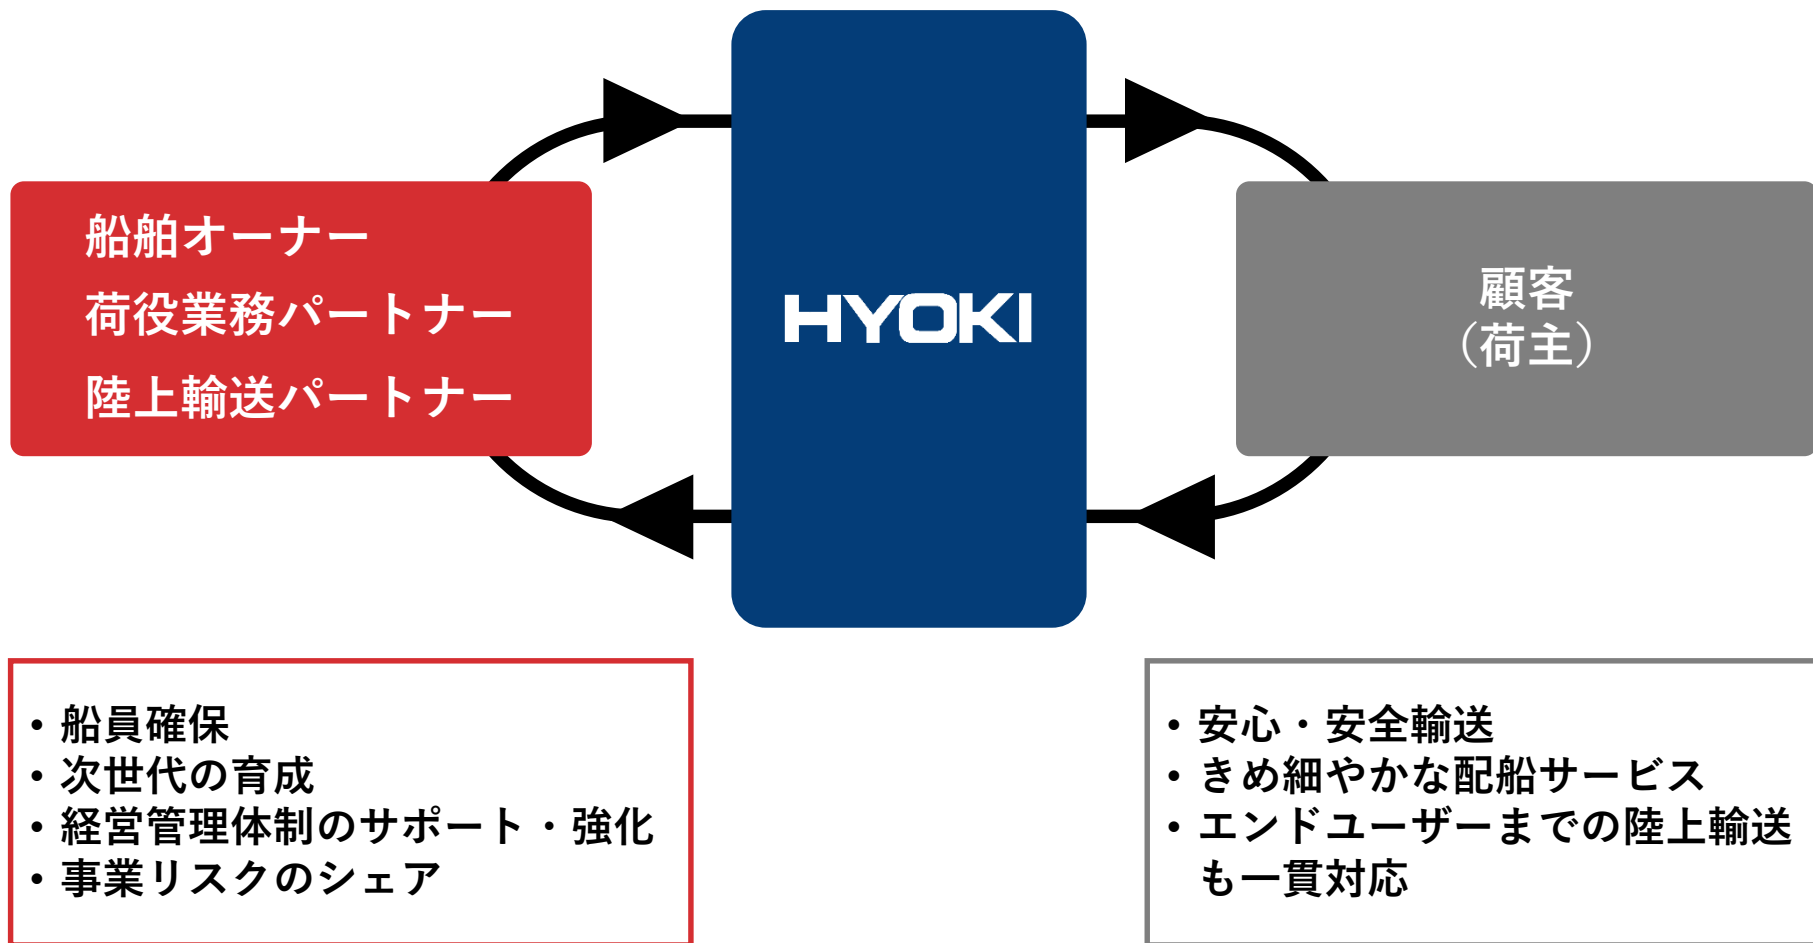 船舶オーナー
荷役業務パートナー
陸上輸送パートナー
HYOKI
顧客
（荷主）
・船員確保
・次世代の育成
・経営管理体制のサポート・強化
・事業リスクのシェア
・安心・安全輸送
・きめ細やかな配船サービス
・エンドユーザーまでの陸上輸送
も一貫対応